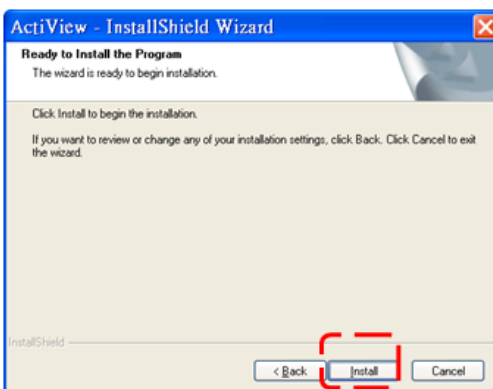 ActiView - InstallShield Wizard
Ready to Install the Program
The wizard is ready to begin installation.
Click Install to begin the installation.
If you want to review or change any of your installation settings, click Back. Click Cancel to exit
the wizard.
InstallShield
< Back Install Cancel